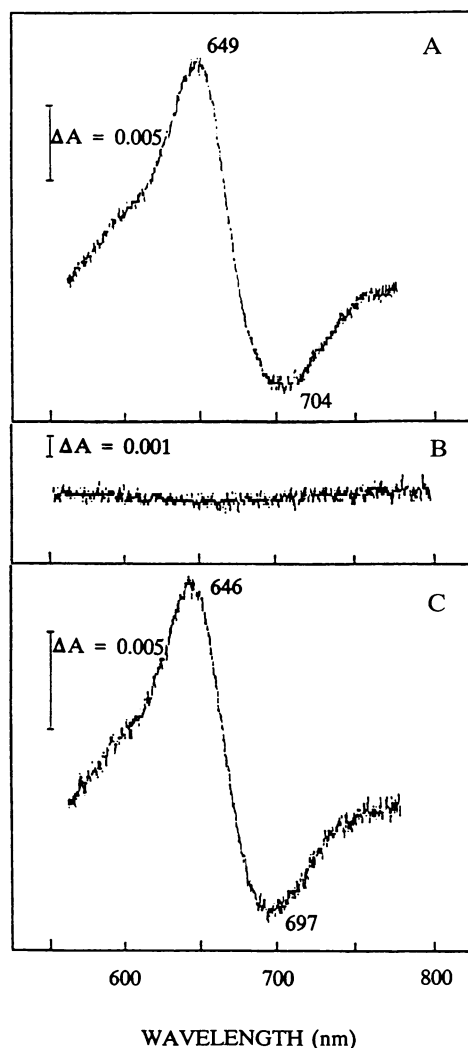 649
A
ΔA = 0.005
704
ΔA = 0.001
B
646
C
ΔA = 0.005
697
600 700 800
WAVELENGTH (nm)